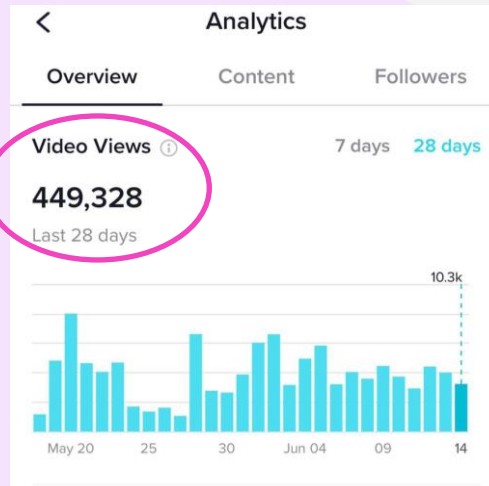 Analytics
Overview Content Followers
Video Views 7 days 28 days
449,328
Last 28 days
10.3k
May 20 25 30 Jun 04 09 14